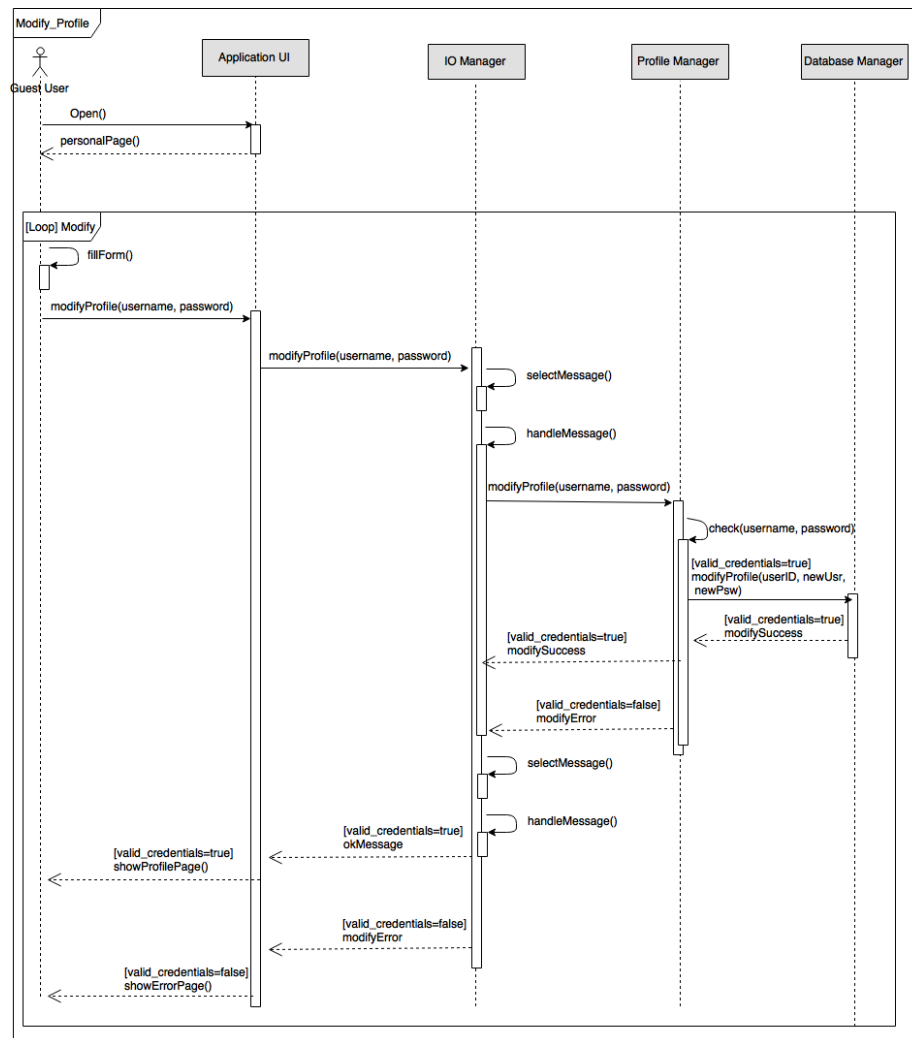 Modify_Profile
Guest User
Application UI
IO Manager
Profile Manager
Database Manager
Open()
personalPage()
[Loop] Modify
fillForm()
modifyProfile(username, password)
modifyProfile(username, password)
selectMessage()
handleMessage()
modifyProfile(username, password)
check(username, password)
[valid_credentials=true]
modifyProfile(userID, newUsr,
newPsw)
[valid_credentials=true]
modifySuccess
[valid_credentials=true]
modifySuccess
[valid_credentials=false]
modifyError
selectMessage()
handleMessage()
[valid_credentials=true]
okMessage
[valid_credentials=true]
showProfilePage()
[valid_credentials=false]
modifyError
[valid_credentials=false]
showErrorPage()